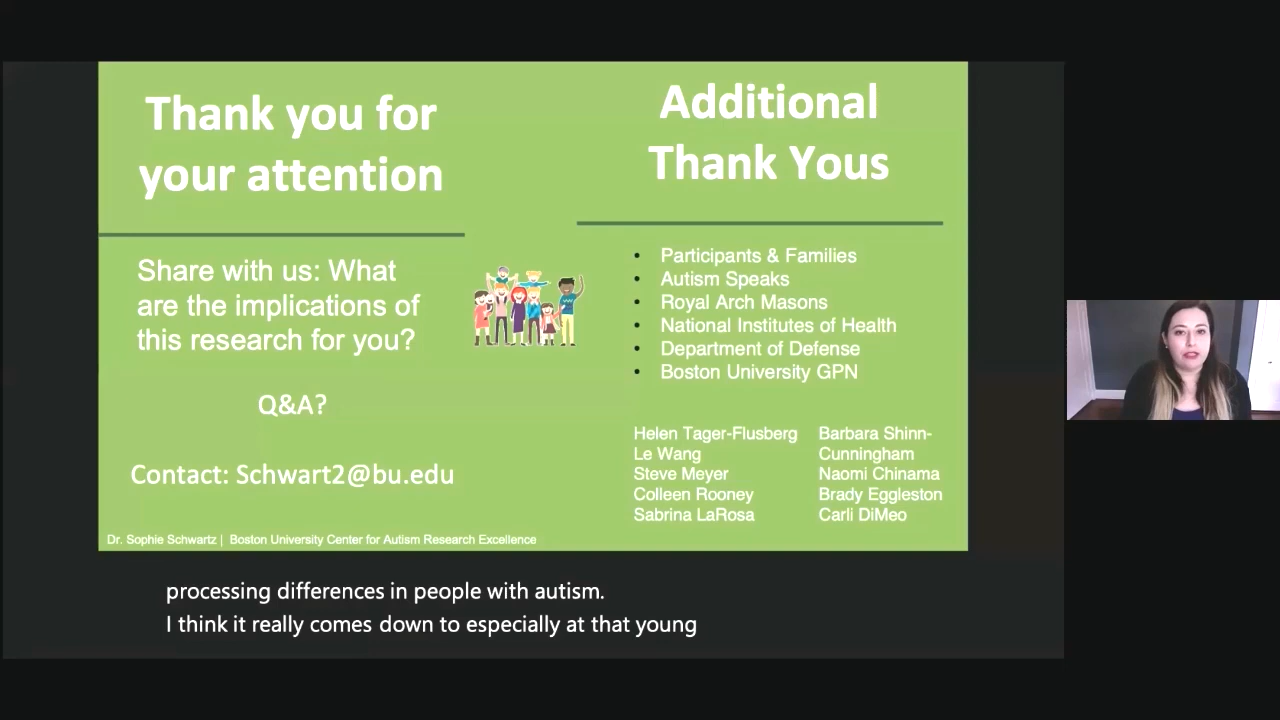 Thank you for
your attention
Share with us: What
are the implications of
this research for you?
Q&A?
Contact: Schwart2@bu.edu
Dr. Sophie Schwartz | Boston University Center for Autism Research Excellence
Additional
Thank Yous
• Participants & Families
• Autism Speaks
• Royal Arch Masons
• National Institutes of Health
• Department of Defense
• Boston University GPN
Helen Tager-Flusberg
Le Wang
Steve Meyer
Colleen Rooney
Sabrina LaRosa
Barbara Shinn-
Cunningham
Naomi Chinama
Brady Eggleston
Carli DiMeo
processing differences in people with autism.
I think it really comes down to especially at that young